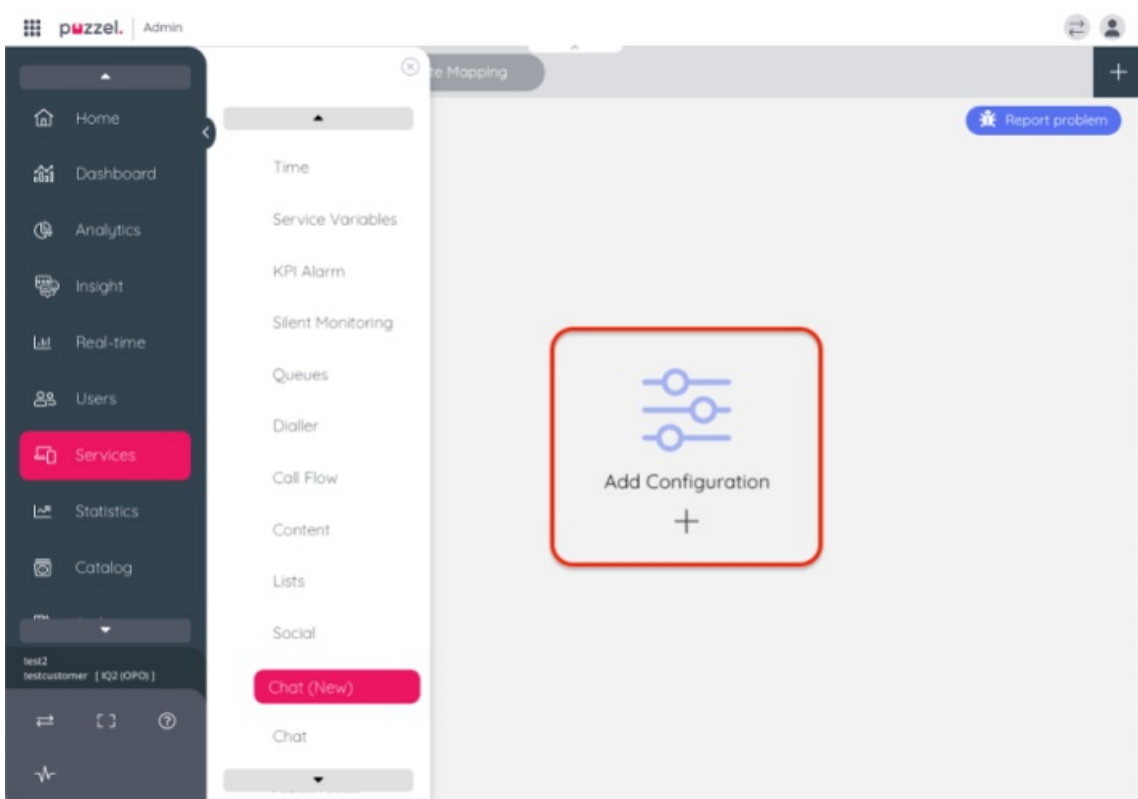 puzzel. Admin
te Mapping
+
Report problem
Home
Dashboard
Analytics
Insight
Real-time
Users
Services
Statistics
Catalog
test2
testcustomer [ IQ2 (OPO) ]
Time
Service Variables
KPI Alarm
Silent Monitoring
Queues
Dialler
Call Flow
Content
Lists
Social
Chat (New)
Chat
Add Configuration
+